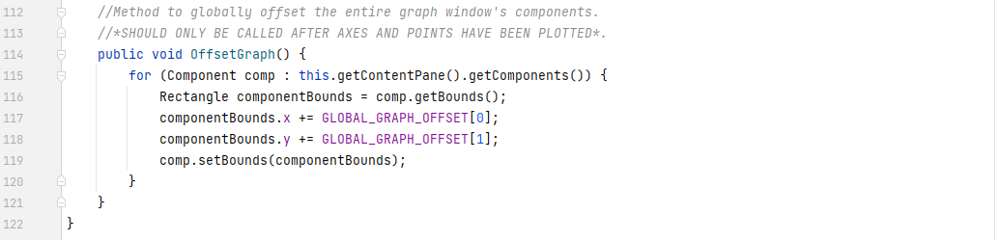 112 //Method to globally offset the entire graph window's components.
113 //*SHOULD ONLY BE CALLED AFTER AXES AND POINTS HAVE BEEN PLOTTED*.
114 public void OffsetGraph() {
115 for (Component comp : this.getContentPane().getComponents()) {
116 Rectangle componentBounds = comp.getBounds();
117 componentBounds.x += GLOBAL_GRAPH_OFFSET[0];
118 componentBounds.y += GLOBAL_GRAPH_OFFSET[1];
119 comp.setBounds(componentBounds);
120 }
121 }
122 }